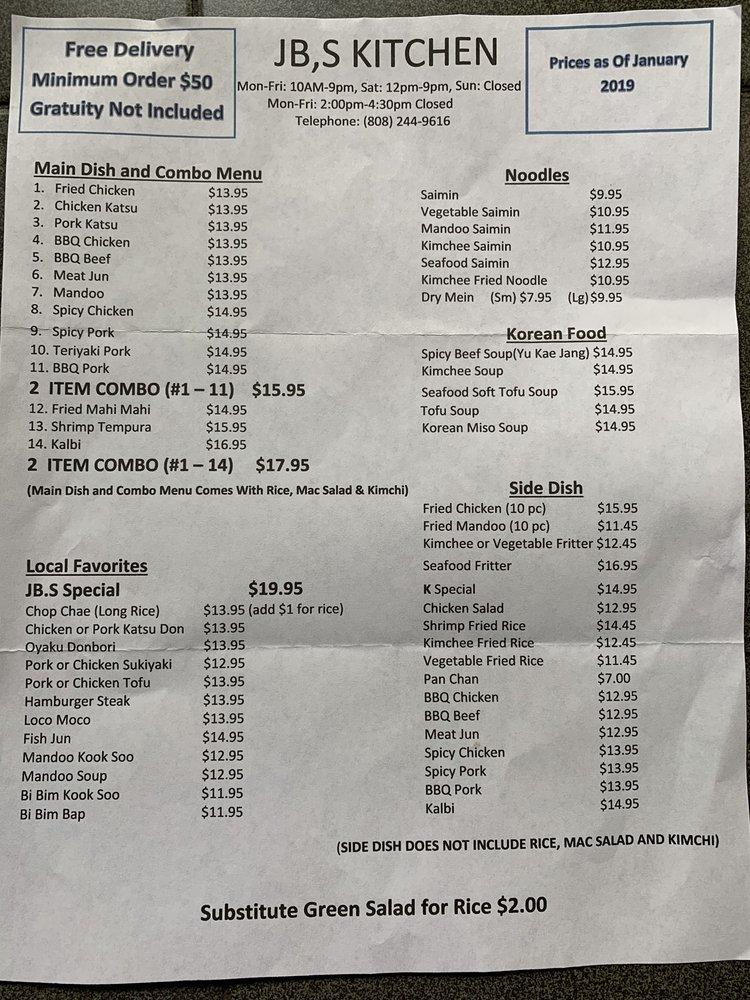 Free Delivery
Minimum Order $50
Gratuity Not Included
JB,S KITCHEN
Mon-Fri: 10AM-9pm, Sat: 12pm-9pm, Sun: Closed
Mon-Fri: 2:00pm-4:30pm Closed
Telephone: (808) 244-9616
Prices as Of January
2019
Main Dish and Combo Menu
1. Fried Chicken $13.95
2. Chicken Katsu $13.95
3. Pork Katsu $13.95
4. BBQ Chicken $13.95
5. BBQ Beef $13.95
6. Meat Jun $13.95
7. Mandoo $13.95
8. Spicy Chicken $14.95
9. Spicy Pork $14.95
10. Teriyaki Pork $14.95
11. BBQ Pork $14.95
2 ITEM COMBO (#1 – 11) $15.95
12. Fried Mahi Mahi $14.95
13. Shrimp Tempura $15.95
14. Kalbi $16.95
2 ITEM COMBO (#1 – 14) $17.95
(Main Dish and Combo Menu Comes With Rice, Mac Salad & Kimchi)
Local Favorites
JB.S Special $19.95
Chop Chae (Long Rice) $13.95 (add $1 for rice)
Chicken or Pork Katsu Don $13.95
Oyaku Donbori $13.95
Pork or Chicken Sukiyaki $12.95
Pork or Chicken Tofu $13.95
Hamburger Steak $13.95
Loco Moco $13.95
Fish Jun $14.95
Mandoo Kook Soo $12.95
Mandoo Soup $12.95
Bi Bim Kook Soo $11.95
Bi Bim Bap $11.95
Noodles
Saimin $9.95
Vegetable Saimin $10.95
Mandoo Saimin $11.95
Kimchee Saimin $10.95
Seafood Saimin $12.95
Kimchee Fried Noodle $10.95
Dry Mein (Sm) $7.95 (Lg)$9.95
Korean Food
Spicy Beef Soup(Yu Kae Jang) $14.95
Kimchee Soup $14.95
Seafood Soft Tofu Soup $15.95
Tofu Soup $14.95
Korean Miso Soup $14.95
Side Dish
Fried Chicken (10 pc) $15.95
Fried Mandoo (10 pc) $11.45
Kimchee or Vegetable Fritter $12.45
Seafood Fritter $16.95
K Special $14.95
Chicken Salad $12.95
Shrimp Fried Rice $14.45
Kimchee Fried Rice $12.45
Vegetable Fried Rice $11.45
Pan Chan $7.00
BBQ Chicken $12.95
BBQ Beef $12.95
Meat Jun $12.95
Spicy Chicken $13.95
Spicy Pork $13.95
BBQ Pork $13.95
Kalbi $14.95
(SIDE DISH DOES NOT INCLUDE RICE, MAC SALAD AND KIMCHI)
Substitute Green Salad for Rice $2.00